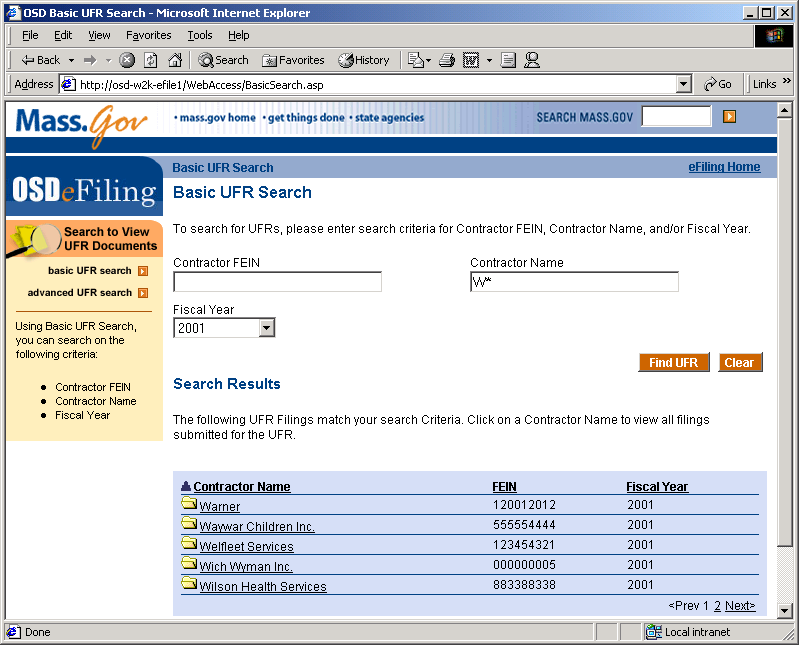 OSD Basic UFR Search - Microsoft Internet Explorer
File Edit View Favorites Tools Help
Back Search Favorites History
Address http://osd-w2k-efile1/WebAccess/BasicSearch.asp Go Links »
Mass.Gov • mass.gov home • get things done • state agencies SEARCH MASS.GOV
Basic UFR Search eFiling Home
OSDeFiling
Basic UFR Search
Search to View
UFR Documents
basic UFR search
advanced UFR search
Using Basic UFR Search,
you can search on the
following criteria:
• Contractor FEIN
• Contractor Name
• Fiscal Year
To search for UFRs, please enter search criteria for Contractor FEIN, Contractor Name, and/or Fiscal Year.
Contractor FEIN Contractor Name
W*
Fiscal Year
2001
Find UFR Clear
Search Results
The following UFR Filings match your search Criteria. Click on a Contractor Name to view all filings
submitted for the UFR.
Contractor Name FEIN Fiscal Year
Warner 120012012 2001
Waywar Children Inc. 555554444 2001
Welfleet Services 123454321 2001
Wich Wyman Inc. 000000005 2001
Wilson Health Services 883388338 2001
<Prev 1 2 Next>
Done Local intranet